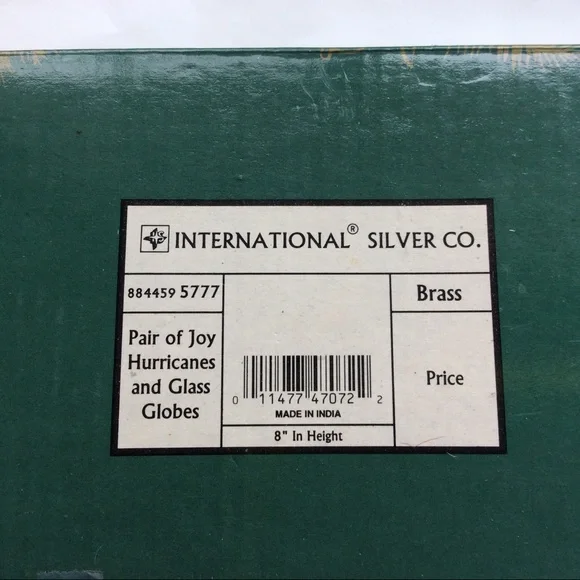 INTERNATIONAL® SILVER CO.
884459 5777
Pair of Joy
Hurricanes
and Glass
Globes
0 11477 47072 2
MADE IN INDIA
8" In Height
Brass
Price